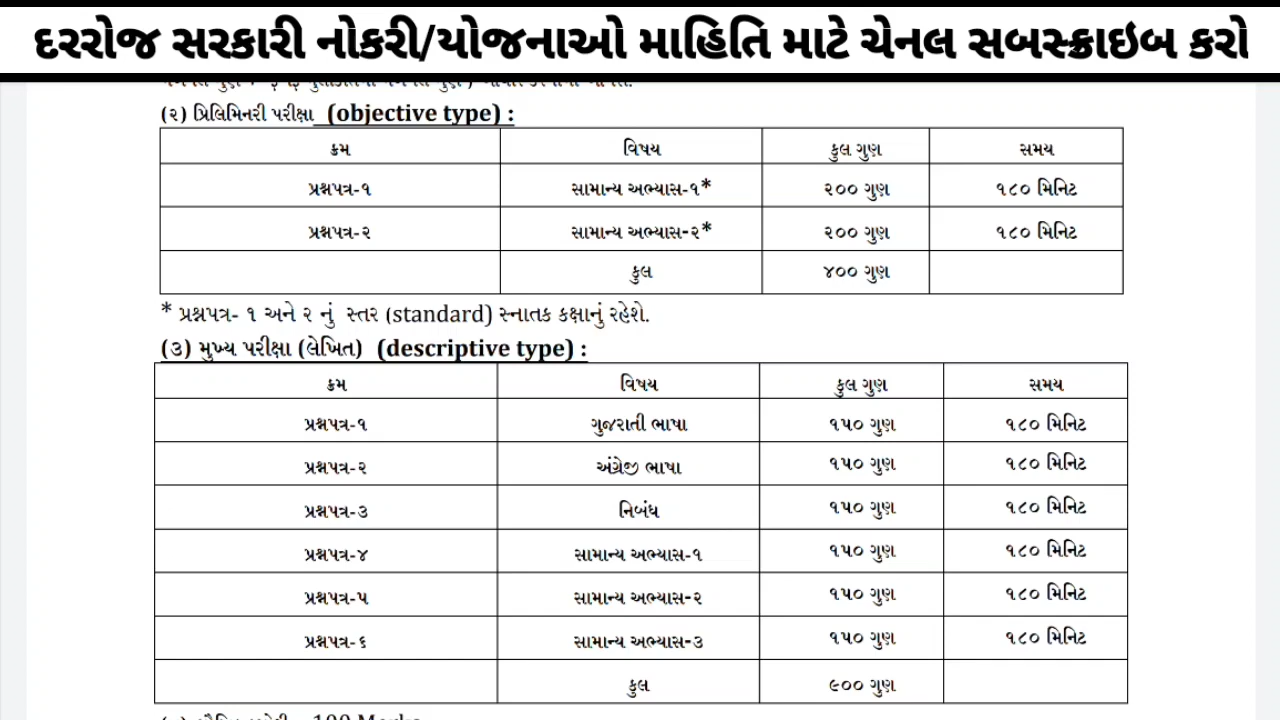 દરરોજ સરકારી નોકરી/યોજનાઓ માહિતિ માટે ચેનલ સબસ્ક્રાઇબ કરો
(૨) પ્રિલિમિનરી પરીક્ષા (objective type) :
ક્રમ વિષય કુલ ગુણ સમય
પ્રશ્નપત્ર-૧ સામાન્ય અભ્યાસ-૧* ૨૦૦ ગુણ ૧૮૦ મિનિટ
પ્રશ્નપત્ર-૨ સામાન્ય અભ્યાસ-૨* ૨૦૦ ગુણ ૧૮૦ મિનિટ
કુલ ૪૦૦ ગુણ
* પ્રશ્નપત્ર- ૧ અને ૨ નું સ્તર (standard) સ્નાતક કક્ષાનું રહેશે.
(૩) મુખ્ય પરીક્ષા (લેખિત) (descriptive type) :
ક્રમ વિષય કુલ ગુણ સમય
પ્રશ્નપત્ર-૧ ગુજરાતી ભાષા ૧૫૦ ગુણ ૧૮૦ મિનિટ
પ્રશ્નપત્ર-૨ અંગ્રેજી ભાષા ૧૫૦ ગુણ ૧૮૦ મિનિટ
પ્રશ્નપત્ર-૩ નિબંધ ૧૫૦ ગુણ ૧૮૦ મિનિટ
પ્રશ્નપત્ર-૪ સામાન્ય અભ્યાસ-૧ ૧૫૦ ગુણ ૧૮૦ મિનિટ
પ્રશ્નપત્ર-૫ સામાન્ય અભ્યાસ-૨ ૧૫૦ ગુણ ૧૮૦ મિનિટ
પ્રશ્નપત્ર-૬ સામાન્ય અભ્યાસ-૩ ૧૫૦ ગુણ ૧૮૦ મિનિટ
કુલ ૯૦૦ ગુણ
100 Marks